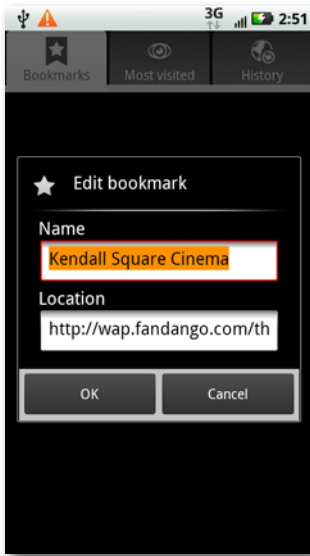 3G 2:51
Bookmarks Most visited History
Edit bookmark
Name
Kendall Square Cinema
Location
http://wap.fandango.com/th
OK Cancel